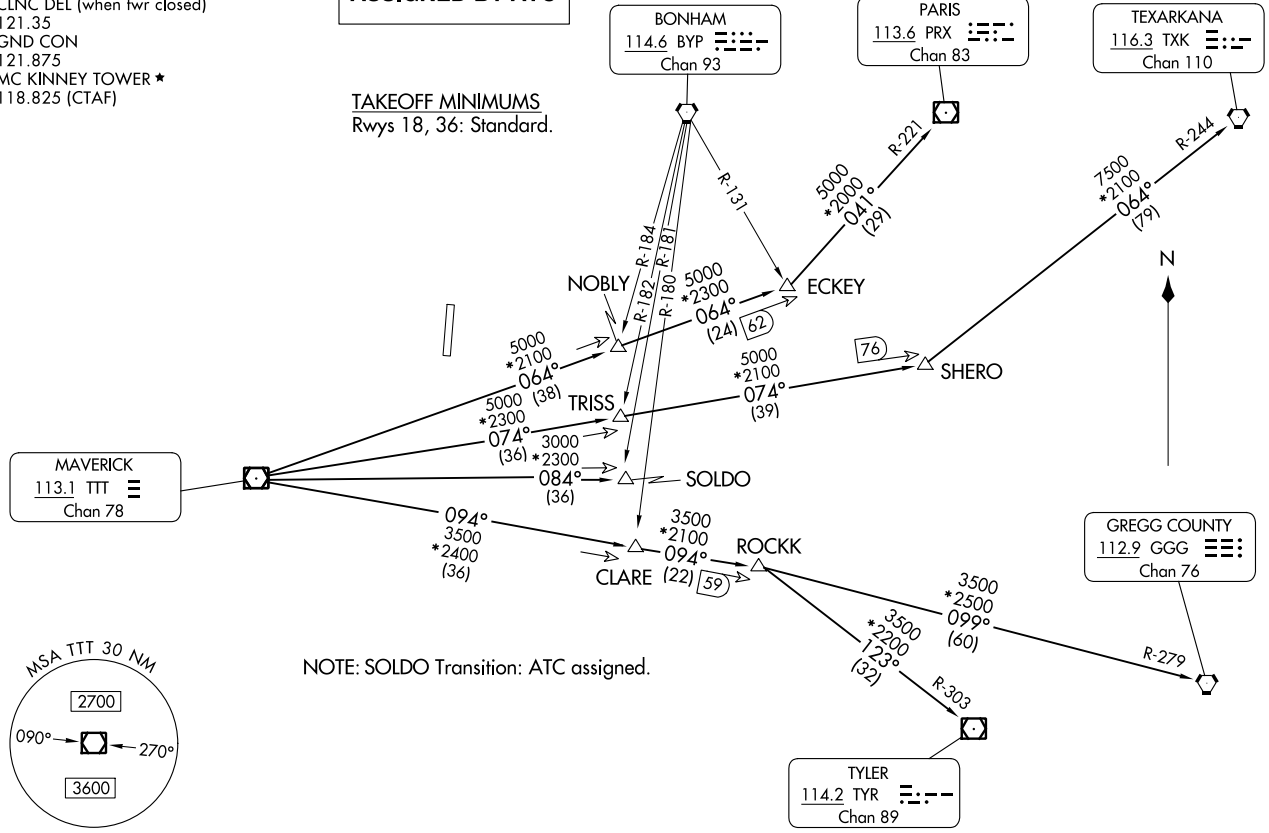 CLNC DEL (when twr closed)
121.35
GND CON
121.875
MC KINNEY TOWER ★
118.825 (CTAF)
TAKEOFF MINIMUMS
Rwys 18, 36: Standard.
BONHAM
114.6 BYP
Chan 93
PARIS
113.6 PRX
Chan 83
TEXARKANA
116.3 TXK
Chan 110
R-221
5000
*2000
041°
(29)
R-244
7500
*2100
064°
(79)
R-131
R-184
R-181
R-182
R-180
N
NOBLY
5000
*2300
064°
(24)
62
ECKEY
5000
*2100
064°
(38)
TRISS
5000
*2100
074°
(39)
76
SHERO
5000
*2300
074°
(36)
3000
*2300
084°
(36)
SOLDO
MAVERICK
113.1 TTT
Chan 78
094°
3500
*2400
(36)
CLARE
3500
*2100
094°
(22)
59
ROCKK
GREGG COUNTY
112.9 GGG
Chan 76
3500
*2500
099°
(60)
R-279
3500
*2200
123°
(32)
R-303
MSA TTT 30 NM
2700
090°
270°
3600
NOTE: SOLDO Transition: ATC assigned.
TYLER
114.2 TYR
Chan 89